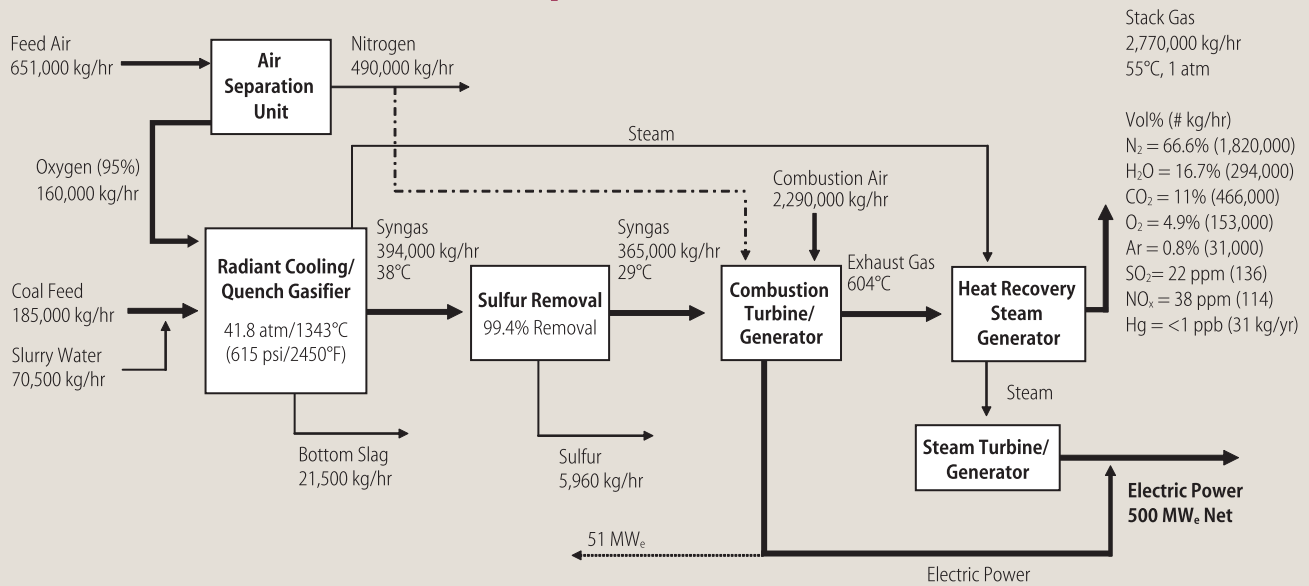 Feed Air
651,000 kg/hr
Air
Separation
Unit
Nitrogen
490,000 kg/hr
Stack Gas
2,770,000 kg/hr
55°C, 1 atm
Vol% (# kg/hr)
N₂ = 66.6% (1,820,000)
H₂O = 16.7% (294,000)
CO₂ = 11% (466,000)
O₂ = 4.9% (153,000)
Ar = 0.8% (31,000)
SO₂= 22 ppm (136)
NOₓ = 38 ppm (114)
Hg = <1 ppb (31 kg/yr)
Steam
Oxygen (95%)
160,000 kg/hr
Combustion Air
2,290,000 kg/hr
Coal Feed
185,000 kg/hr
Slurry Water
70,500 kg/hr
Radiant Cooling/
Quench Gasifier
41.8 atm/1343°C
(615 psi/2450°F)
Syngas
394,000 kg/hr
38°C
Sulfur Removal
99.4% Removal
Syngas
365,000 kg/hr
29°C
Combustion
Turbine/
Generator
Exhaust Gas
604°C
Heat Recovery
Steam
Generator
Steam
Bottom Slag
21,500 kg/hr
Sulfur
5,960 kg/hr
Steam Turbine/
Generator
Electric Power
500 MWₑ Net
51 MWₑ
Electric Power